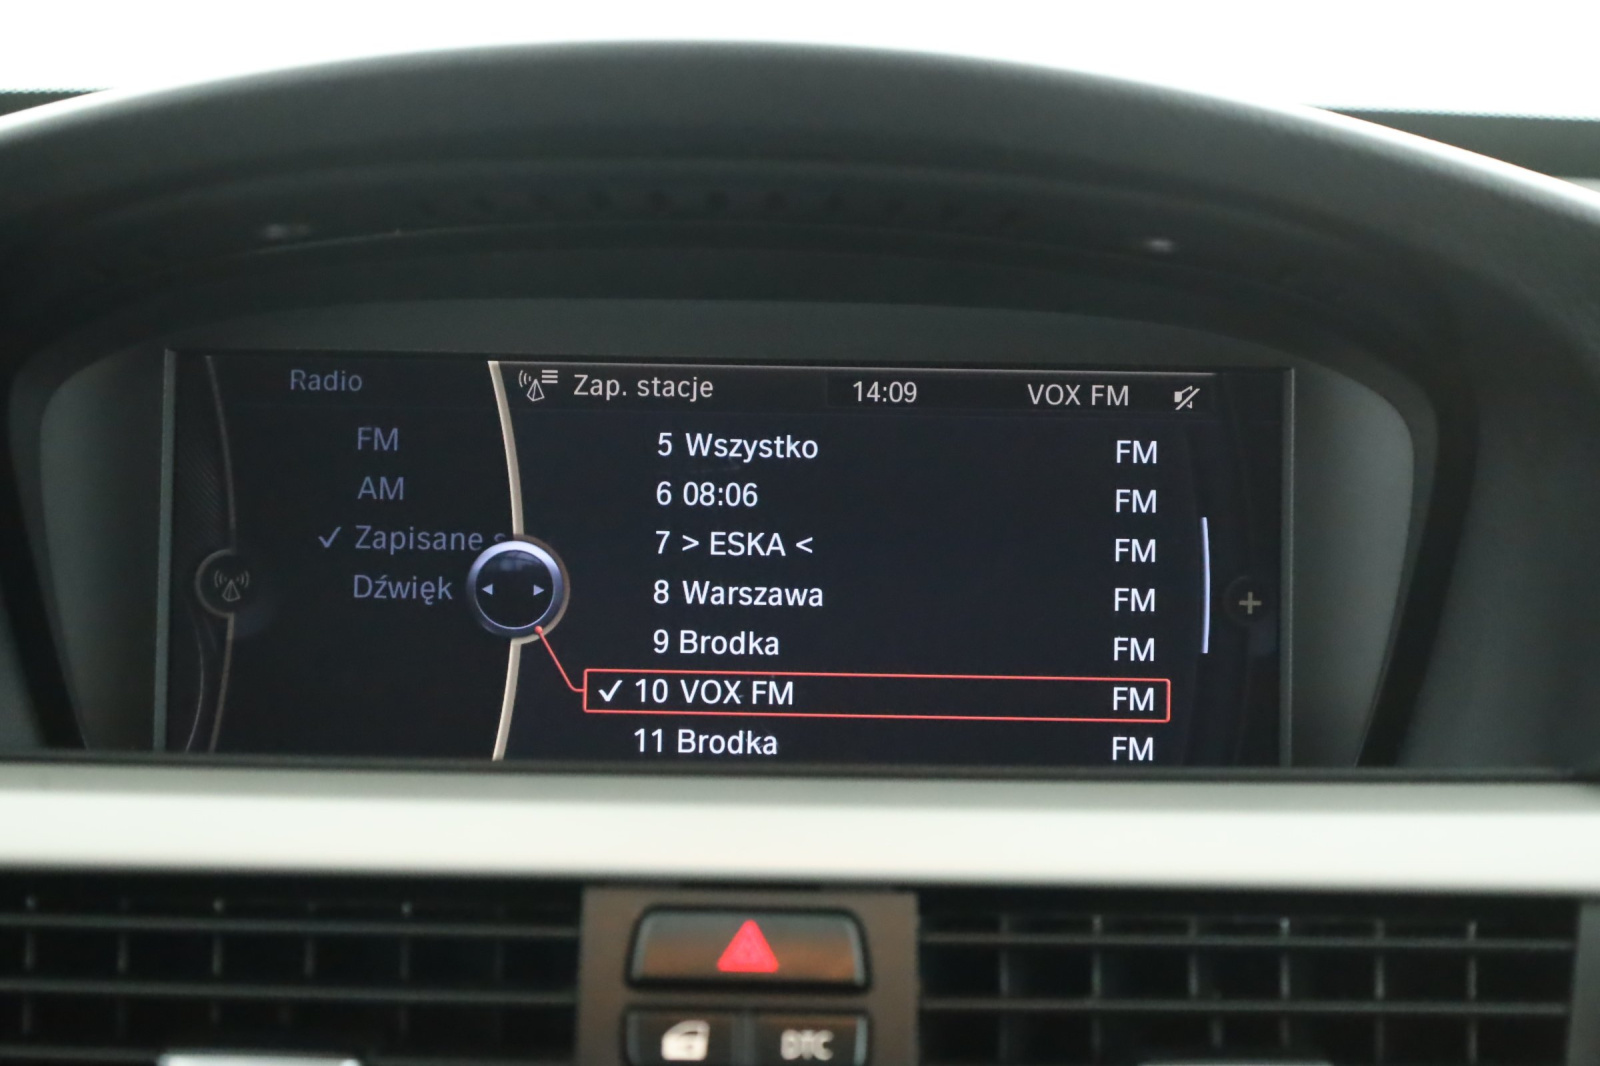 Radio
FM
AM
✓ Zapisane s
Dźwięk
Zap. stacje 14:09 VOX FM
5 Wszystko FM
6 08:06 FM
7 > ESKA < FM
8 Warszawa FM
9 Brodka FM
✓ 10 VOX FM FM
11 Brodka FM
DTC